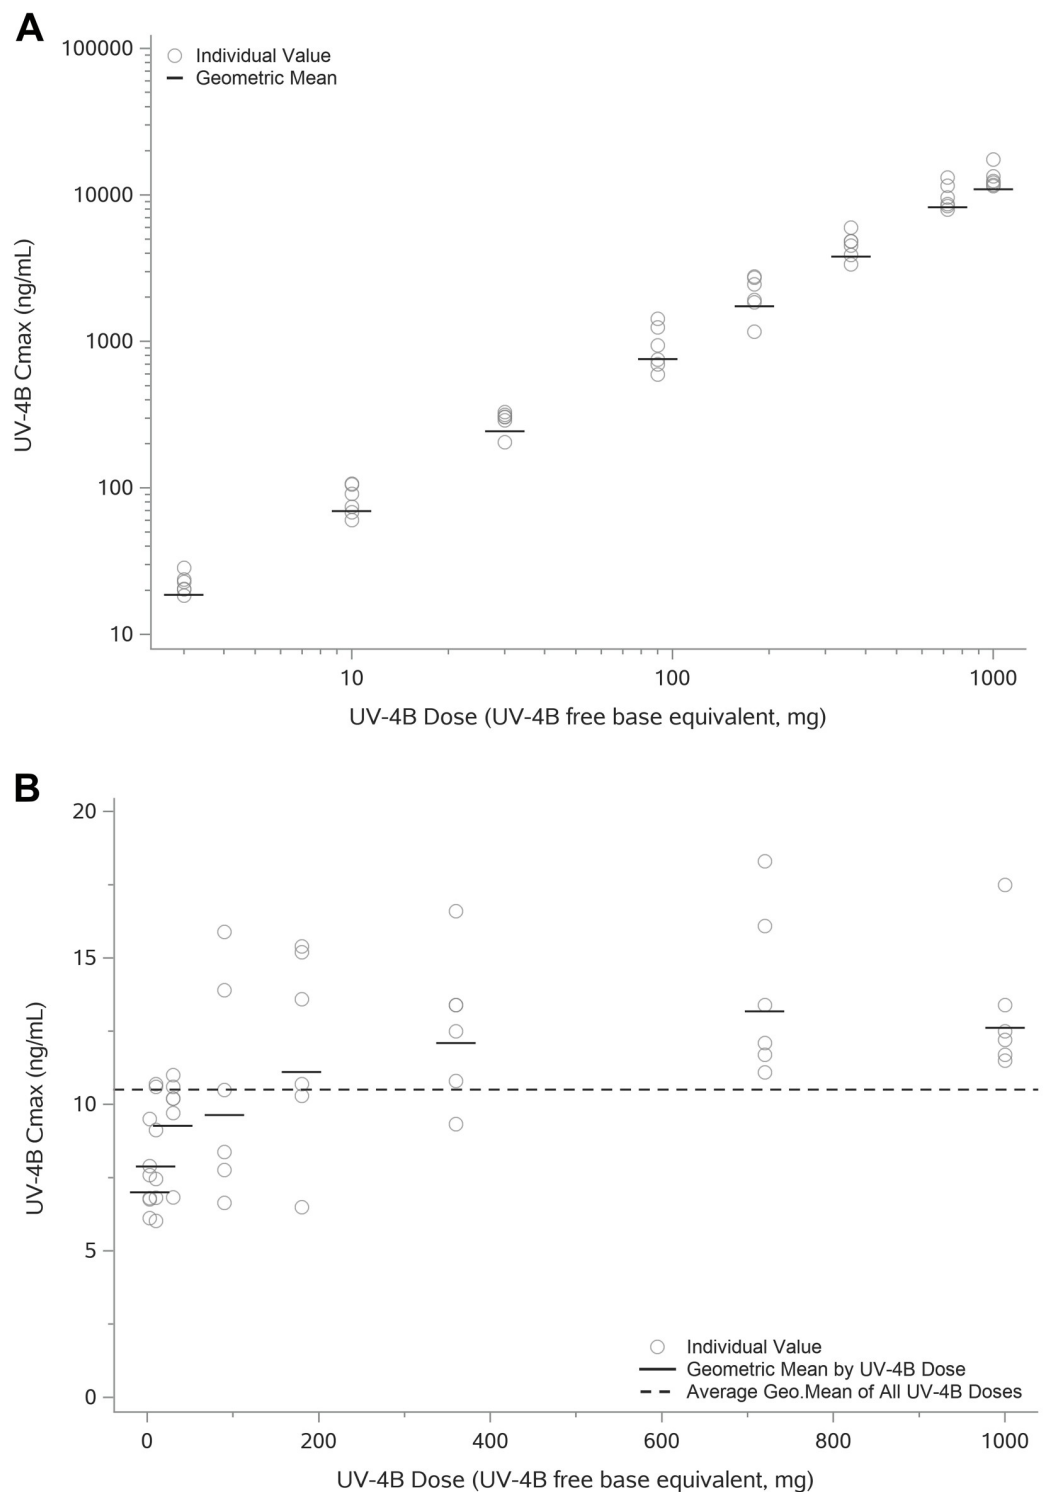 A
100000
Individual Value
Geometric Mean
10000
1000
100
10
UV-4B Cmax (ng/mL)
10 100 1000
UV-4B Dose (UV-4B free base equivalent, mg)
B
20
15
10
5
0
UV-4B Cmax (ng/mL)
Individual Value
Geometric Mean by UV-4B Dose
Average Geo.Mean of All UV-4B Doses
0 200 400 600 800 1000
UV-4B Dose (UV-4B free base equivalent, mg)